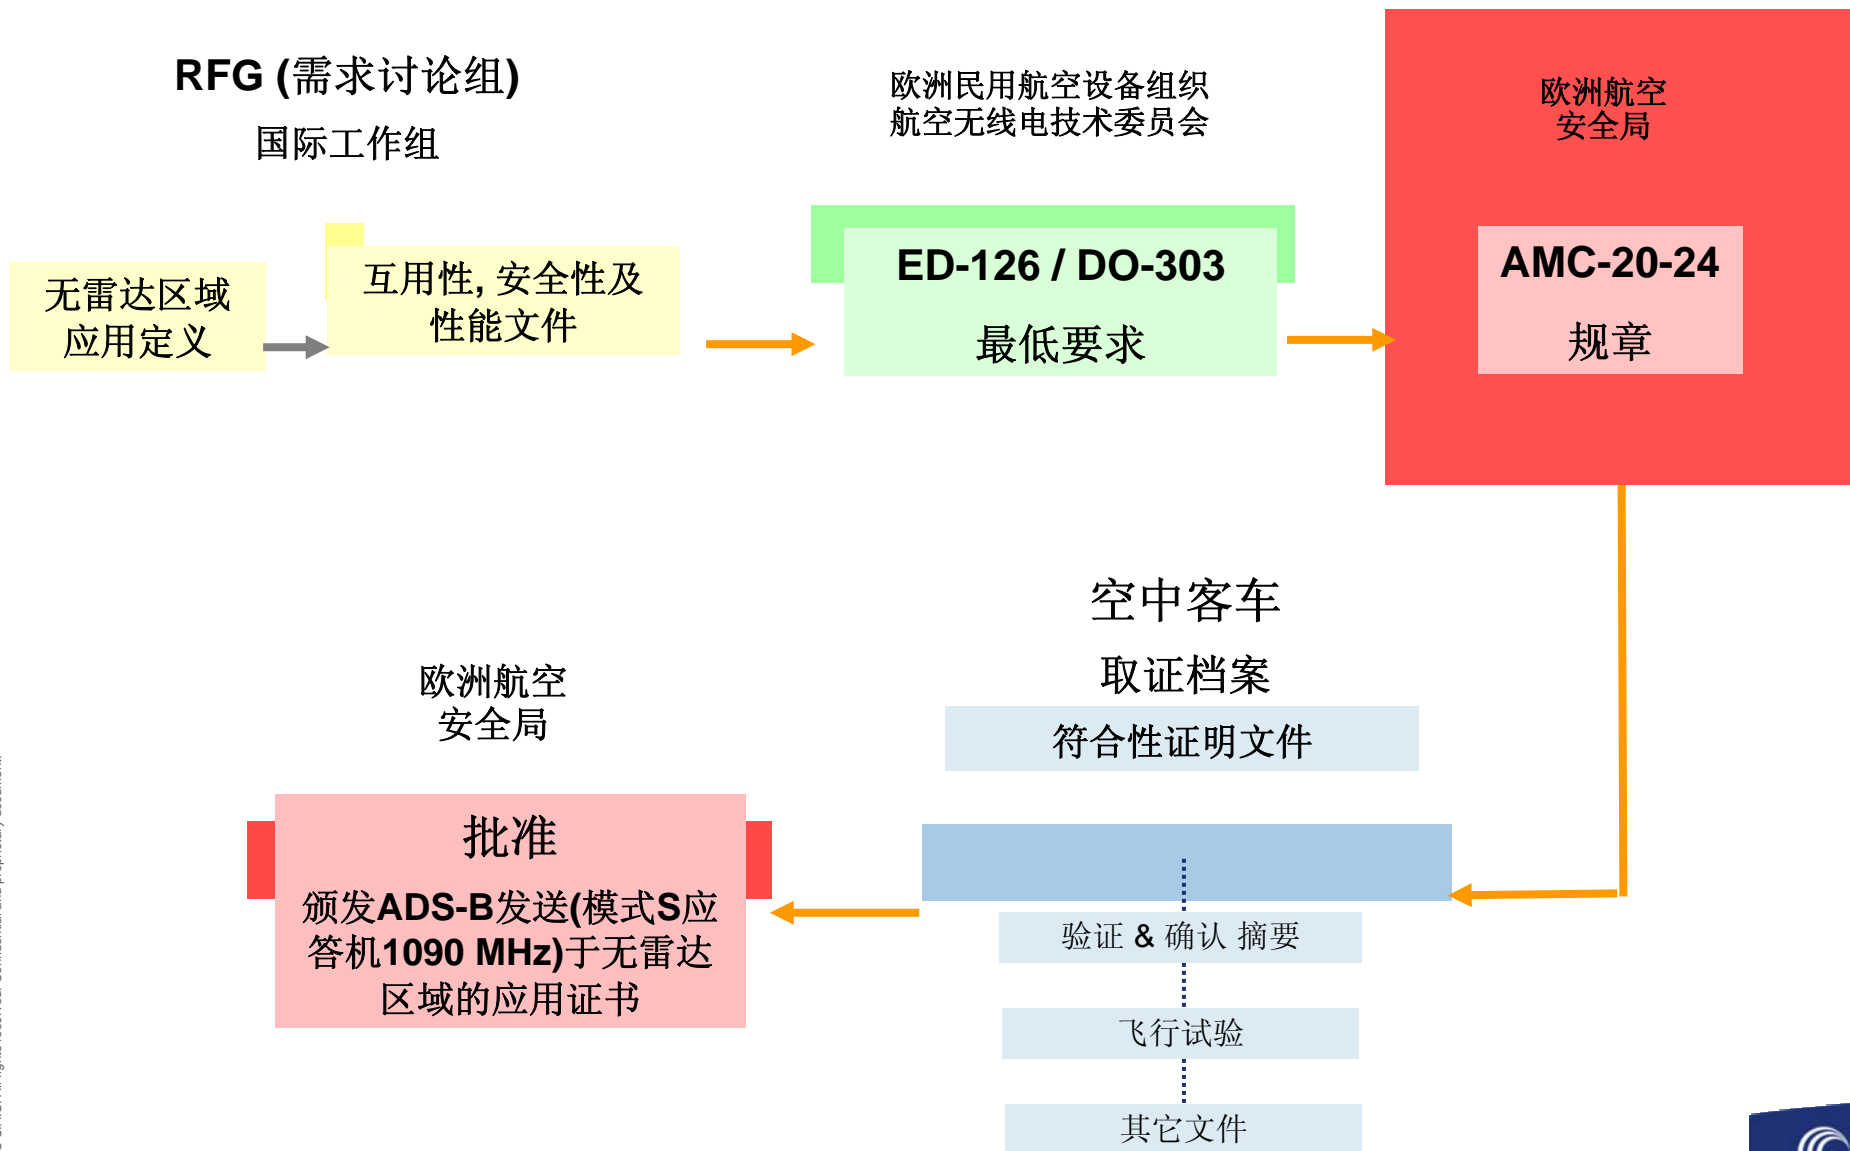 RFG (需求讨论组)
国际工作组
欧洲民用航空设备组织
航空无线电技术委员会
欧洲航空
安全局
无雷达区域
应用定义
互用性, 安全性及
性能文件
ED-126 / DO-303
最低要求
AMC-20-24
规章
空中客车
取证档案
符合性证明文件
验证 & 确认 摘要
飞行试验
其它文件
欧洲航空
安全局
批准
颁发ADS-B发送(模式S应
答机1090 MHz)于无雷达
区域的应用证书